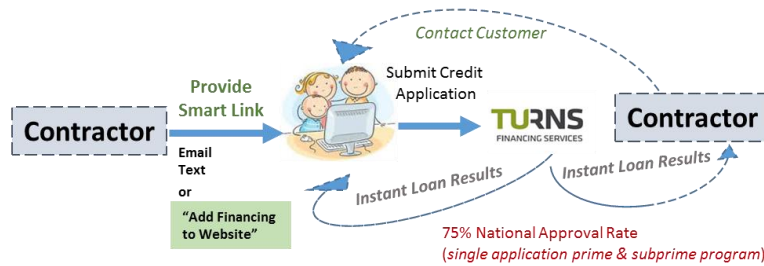 Contact Customer
Provide
Smart Link
Submit Credit
Application
Contractor
TURNS
FINANCING SERVICES
Contractor
Email
Text
or
“Add Financing
to Website”
Instant Loan Results
Instant Loan Results
75% National Approval Rate
(single application prime & subprime program)